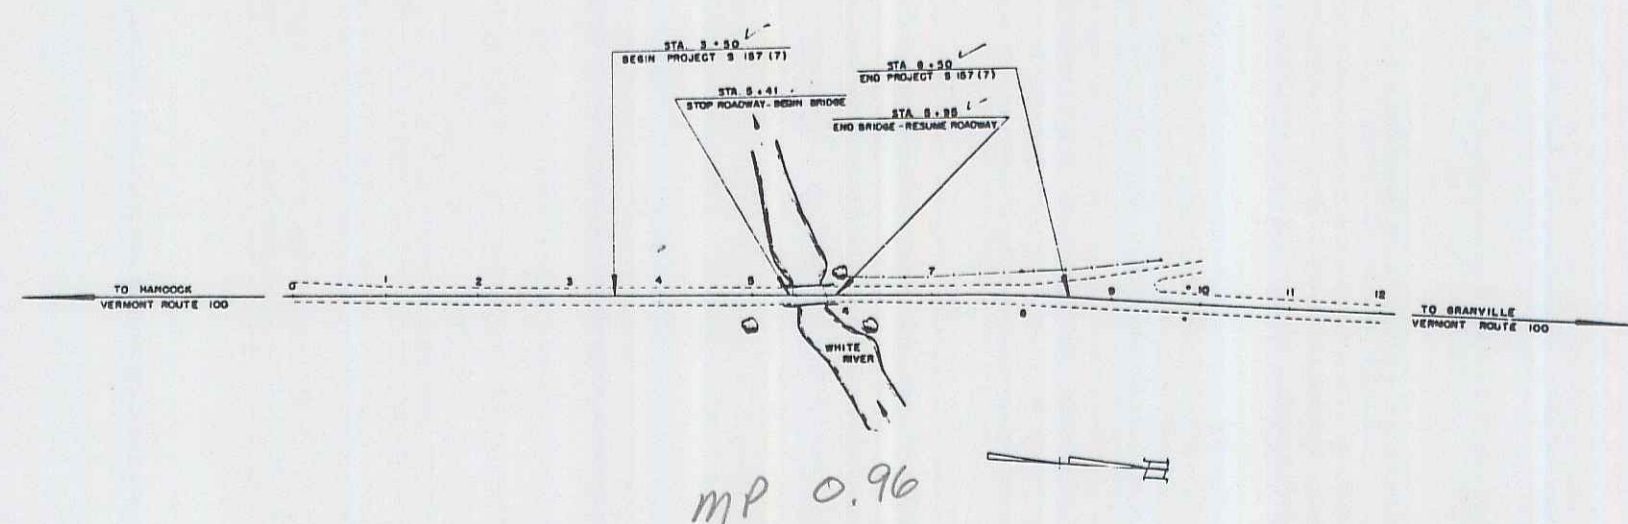 STA. 3+50
BEGIN PROJECT S (7)
STA 8+50
END PROJECT S (7)
STA. 5+41
STOP ROADWAY-BEGIN BRIDGE
STA 5+95
END BRIDGE-RESUME ROADWAY
TO HANCOCK
VERMONT ROUTE 100
0 1 2 3 4 5 6 7 8 9 10 11 12
TO GRANVILLE
VERMONT ROUTE 100
WHITE
RIVER
MP 0.96